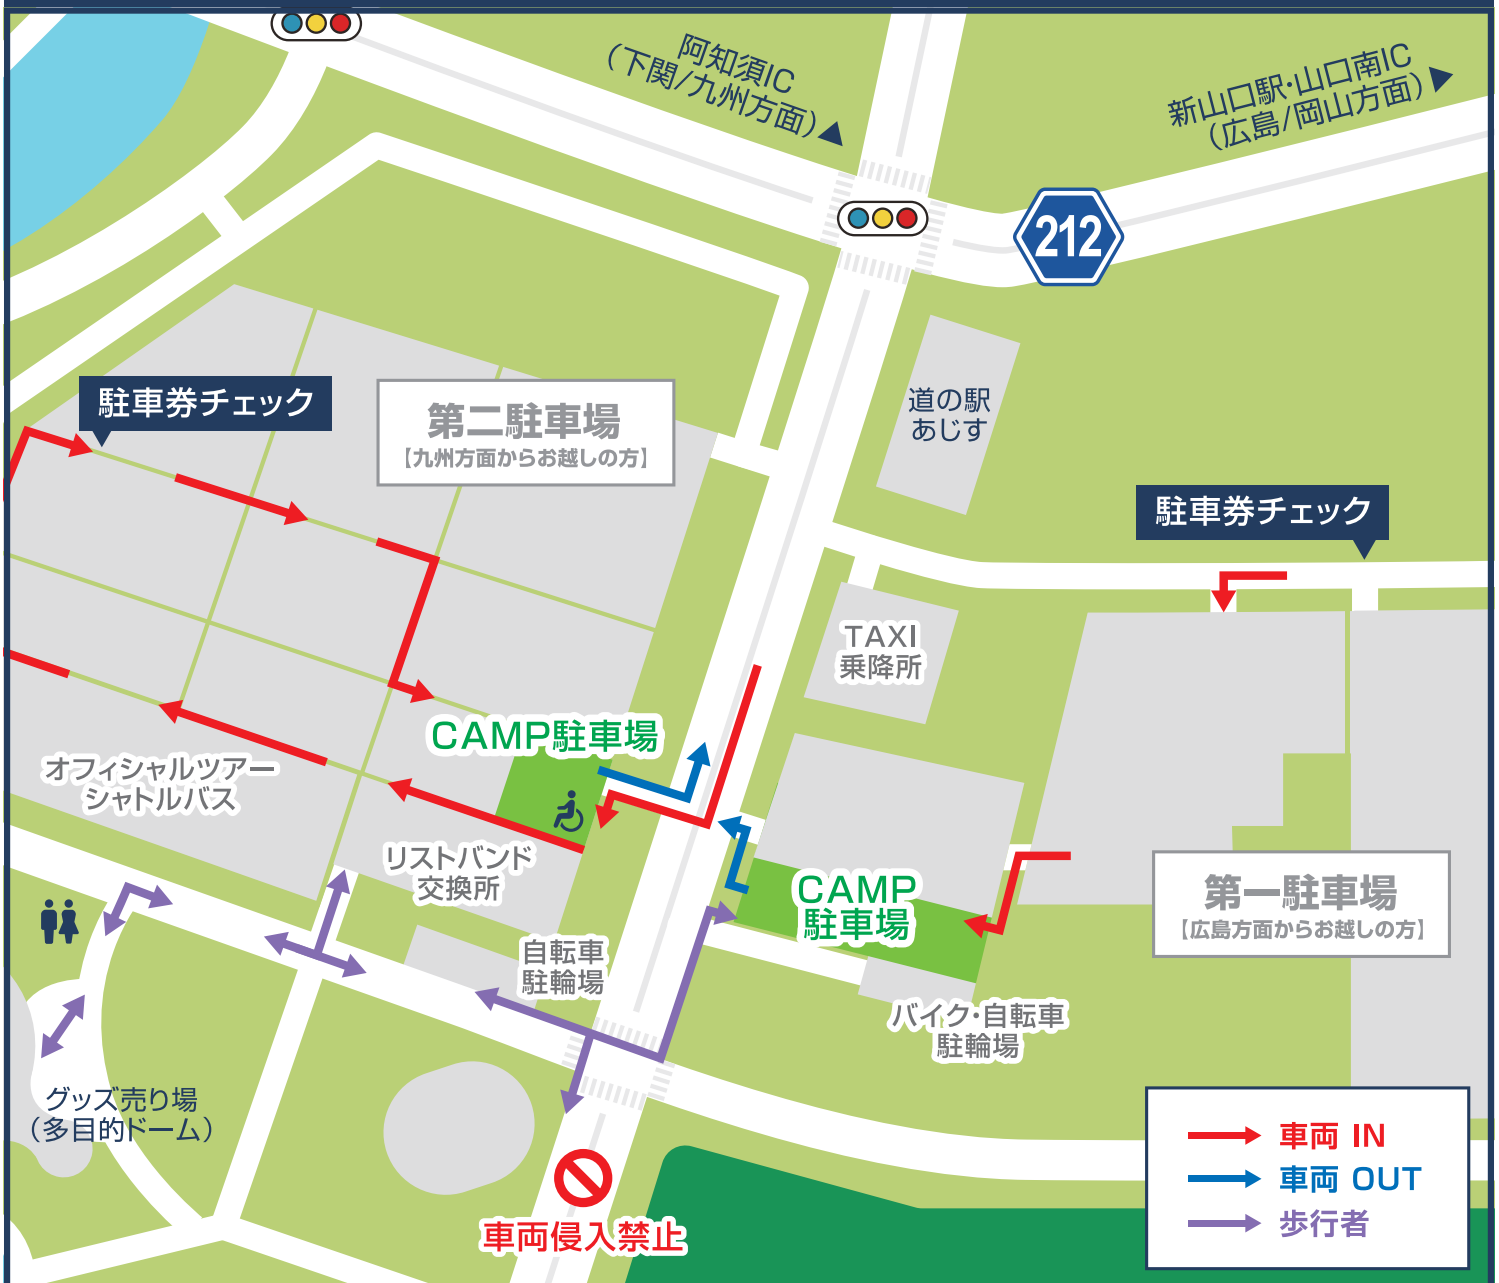 阿知須IC
（下関/九州方面）
新山口駅・山口南IC
（広島/岡山方面）
212
駐車券チェック
第二駐車場
【九州方面からお越しの方】
道の駅
あじす
駐車券チェック
TAXI
乗降所
CAMP駐車場
オフィシャルツアー
シャトルバス
リストバンド
交換所
CAMP
駐車場
第一駐車場
【広島方面からお越しの方】
自転車
駐輪場
バイク・自転車
駐輪場
グッズ売り場
（多目的ドーム）
車両侵入禁止
車両 IN
車両 OUT
歩行者